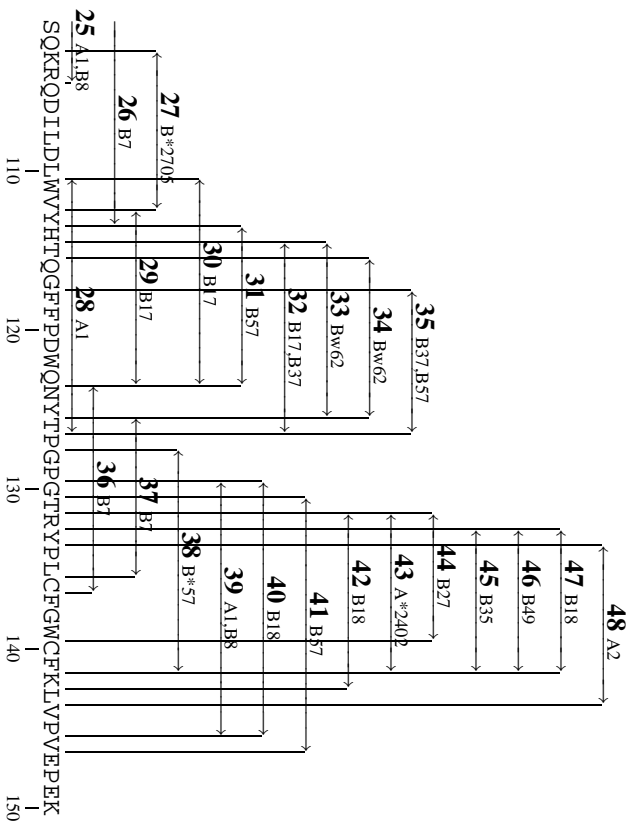 25 A1,B8
26 B7
27 B*2705
28 A1
29 B17
30 B17
31 B57
32 B17,B37
33 Bw62
34 Bw62
35 B37,B57
36 B7
37 B7
38 B*57
39 A1,B8
40 B18
41 B57
42 B18
43 A*2402
44 B27
45 B35
46 B49
47 B18
48 A2
SQKRQDILDLWVYHTQGFFPDWQNYTPGPGTRYPLCFGWCFKLVPVEPEK
110 120 130 140 150